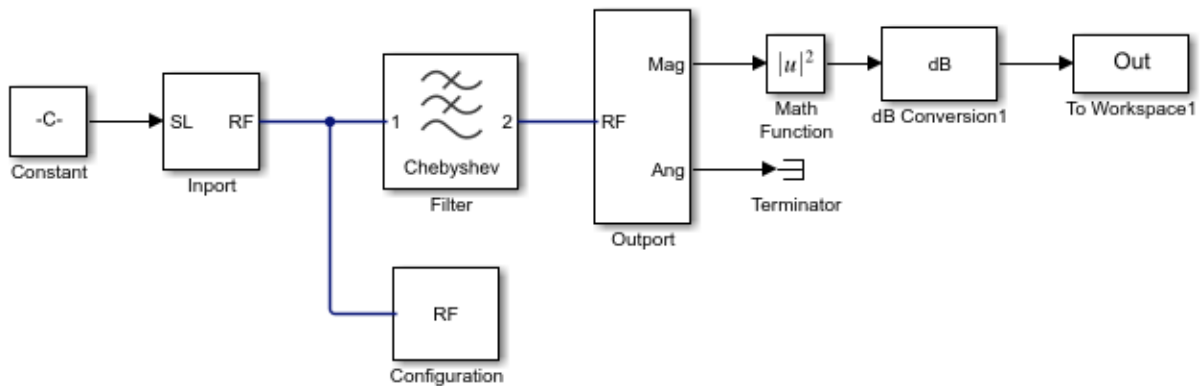 -C-
Constant
SL RF
Inport
1 2
Chebyshev
Filter
RF
Configuration
Mag
RF
Ang
Outport
|u|²
Math
Function
Terminator
dB
dB Conversion1
Out
To Workspace1